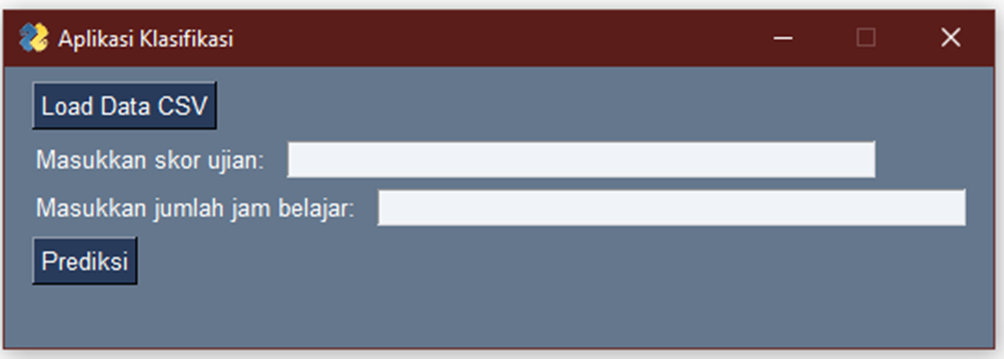 Aplikasi Klasifikasi
Load Data CSV
Masukkan skor ujian:
Masukkan jumlah jam belajar:
Prediksi